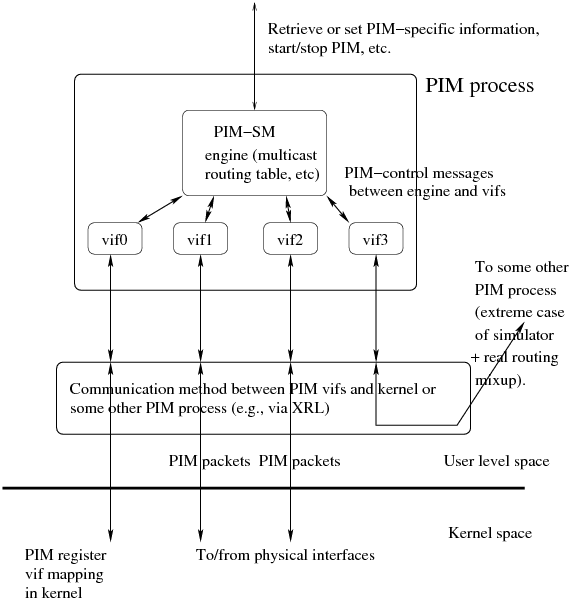 Retrieve or set PIM−specific information,
start/stop PIM, etc.
PIM process
PIM−SM
engine (multicast
routing table, etc)
PIM−control messages
between engine and vifs
vif0
vif1
vif2
vif3
To some other
PIM process
(extreme case
of simulator
+ real routing
mixup).
Communication method between PIM vifs and kernel or
some other PIM process (e.g., via XRL)
PIM packets
PIM packets
User level space
Kernel space
PIM register
vif mapping
in kernel
To/from physical interfaces